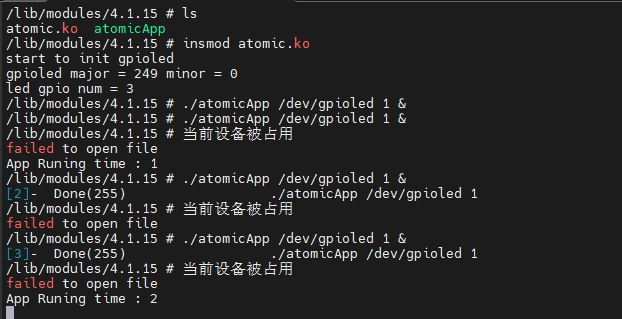 /lib/modules/4.1.15 # ls
atomic.ko  atomicApp
/lib/modules/4.1.15 # insmod atomic.ko
start to init gpioled
gpioled major = 249 minor = 0
led gpio num = 3
/lib/modules/4.1.15 # ./atomicApp /dev/gpioled 1 &
/lib/modules/4.1.15 # ./atomicApp /dev/gpioled 1 &
/lib/modules/4.1.15 # 当前设备被占用
failed to open file
App Runing time : 1
/lib/modules/4.1.15 # ./atomicApp /dev/gpioled 1 &
[2]-  Done(255)                  ./atomicApp /dev/gpioled 1
/lib/modules/4.1.15 # 当前设备被占用
failed to open file
/lib/modules/4.1.15 # ./atomicApp /dev/gpioled 1 &
[3]-  Done(255)                  ./atomicApp /dev/gpioled 1
/lib/modules/4.1.15 # 当前设备被占用
failed to open file
App Runing time : 2